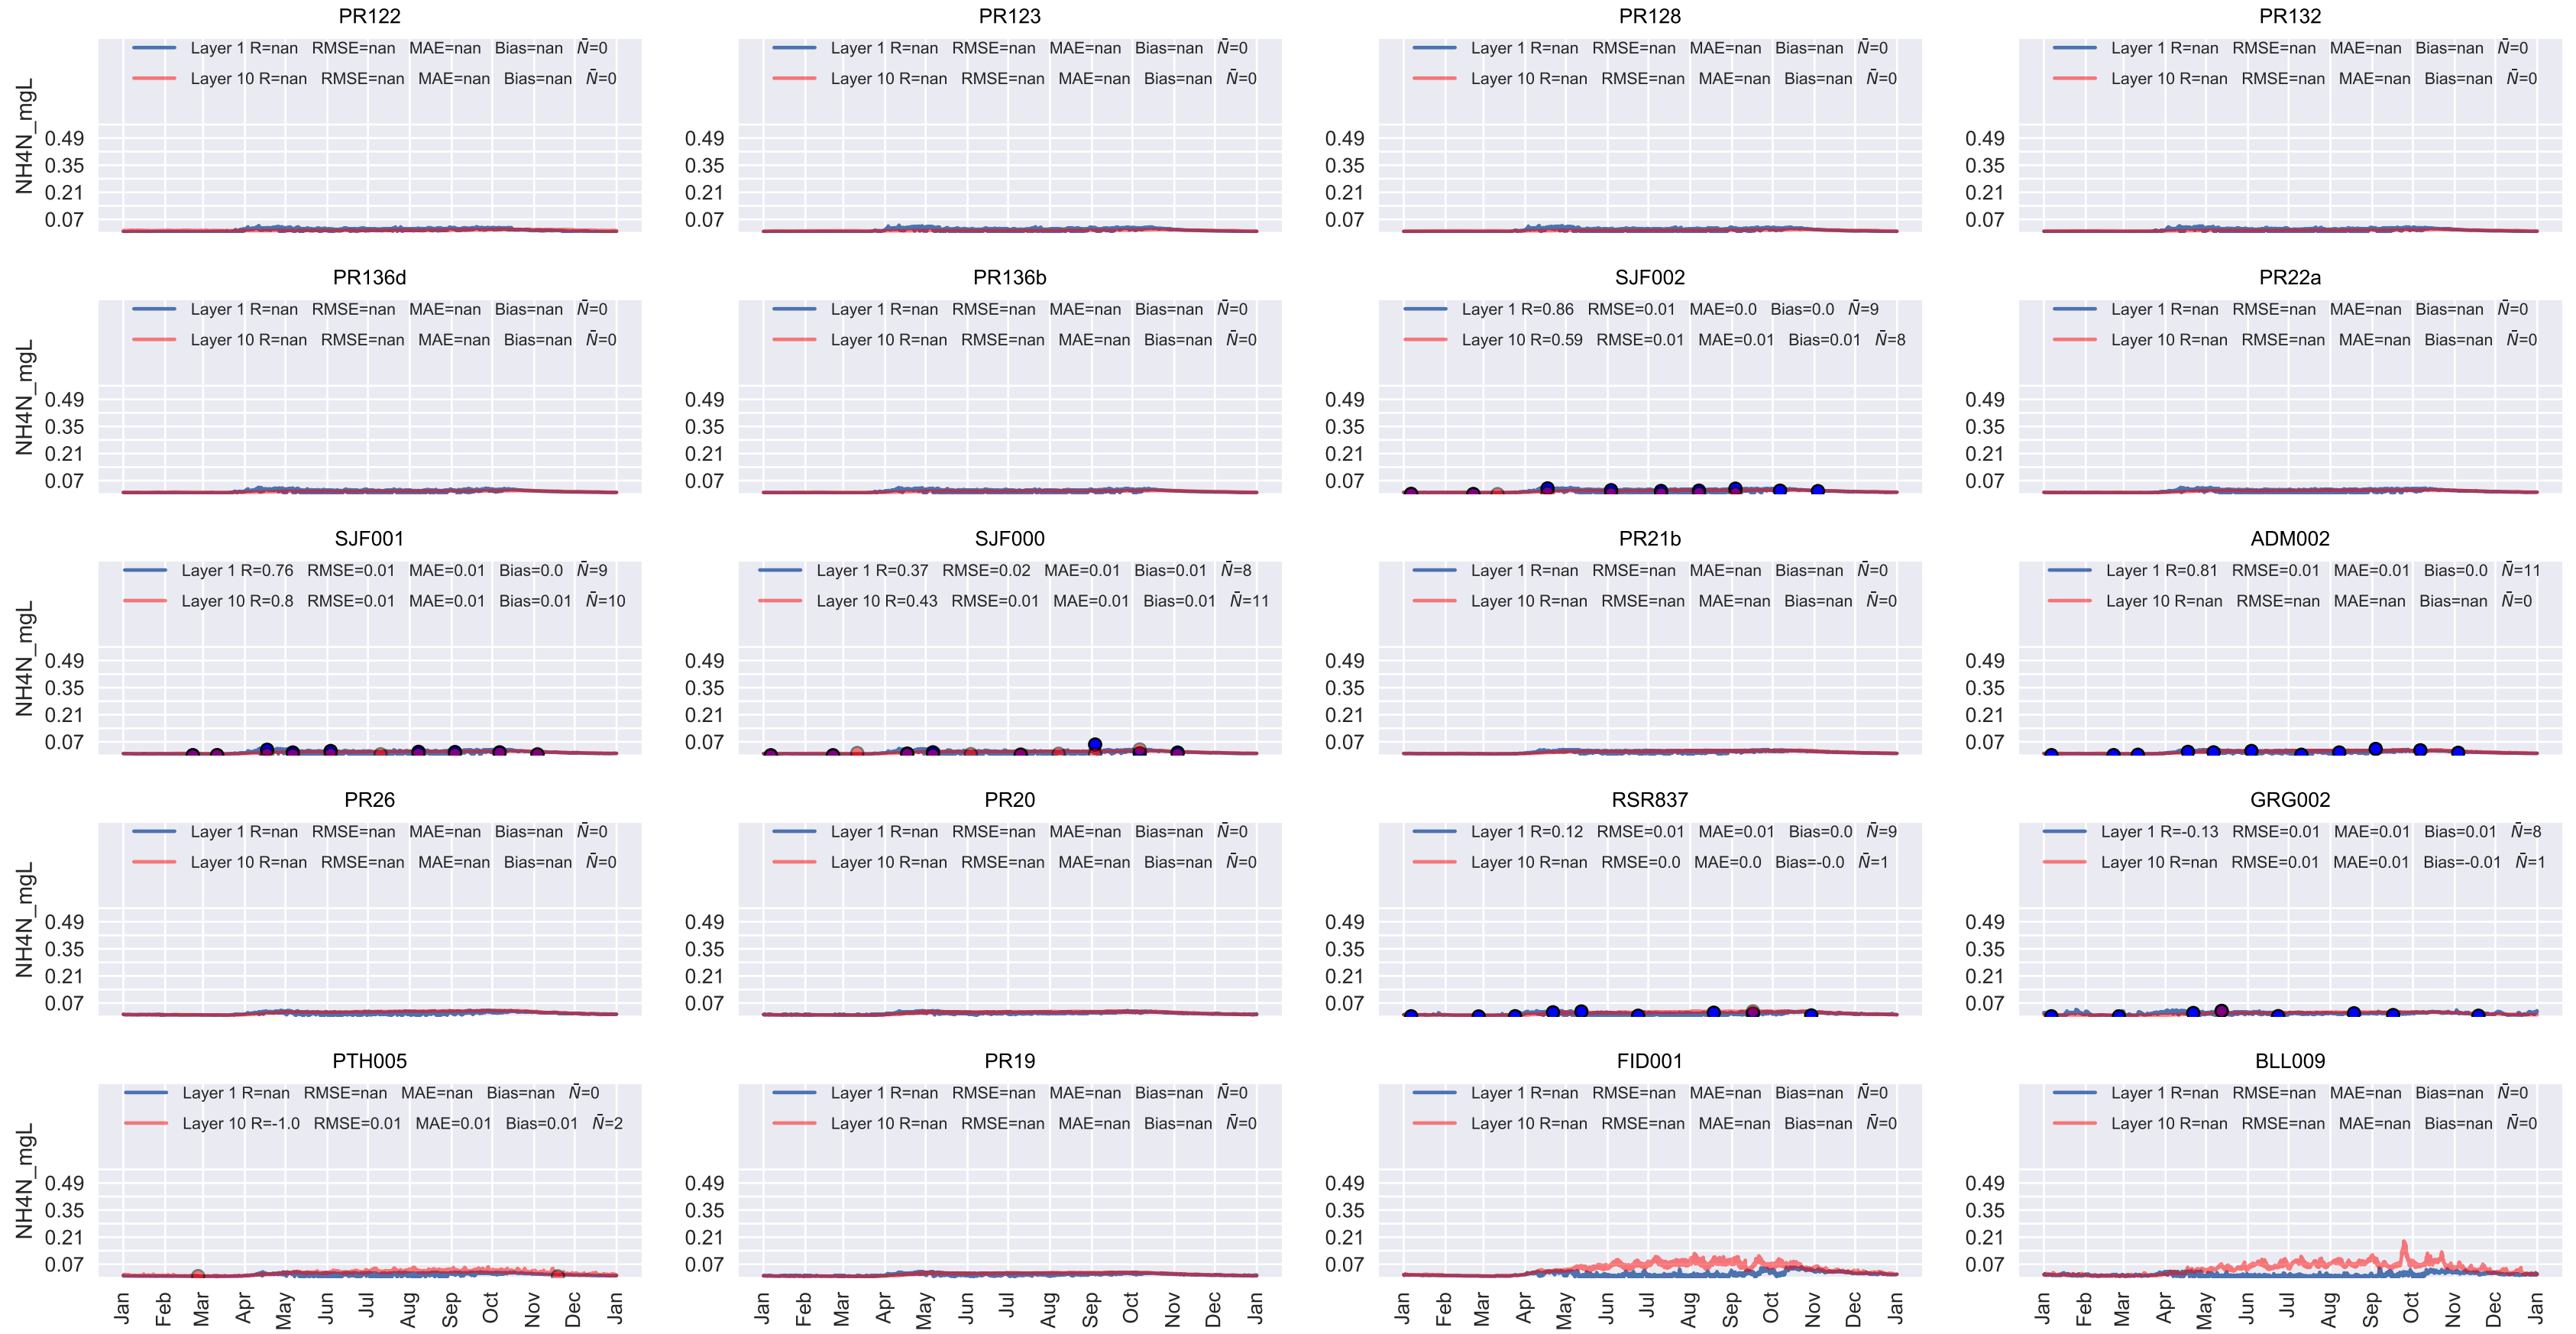 PR122
PR123
PR128
PR132
Layer 1 R=nan RMSE=nan MAE=nan Bias=nan N̄=0
Layer 10 R=nan RMSE=nan MAE=nan Bias=nan N̄=0
Layer 1 R=nan RMSE=nan MAE=nan Bias=nan N̄=0
Layer 10 R=nan RMSE=nan MAE=nan Bias=nan N̄=0
Layer 1 R=nan RMSE=nan MAE=nan Bias=nan N̄=0
Layer 10 R=nan RMSE=nan MAE=nan Bias=nan N̄=0
Layer 1 R=nan RMSE=nan MAE=nan Bias=nan N̄=0
Layer 10 R=nan RMSE=nan MAE=nan Bias=nan N̄=0
NH4N_mgL
0.49 0.49 0.49 0.49
0.35 0.35 0.35 0.35
0.21 0.21 0.21 0.21
0.07 0.07 0.07 0.07
PR136d
PR136b
SJF002
PR22a
Layer 1 R=nan RMSE=nan MAE=nan Bias=nan N̄=0
Layer 10 R=nan RMSE=nan MAE=nan Bias=nan N̄=0
Layer 1 R=nan RMSE=nan MAE=nan Bias=nan N̄=0
Layer 10 R=nan RMSE=nan MAE=nan Bias=nan N̄=0
Layer 1 R=0.86 RMSE=0.01 MAE=0.0 Bias=0.0 N̄=9
Layer 10 R=0.59 RMSE=0.01 MAE=0.01 Bias=0.01 N̄=8
Layer 1 R=nan RMSE=nan MAE=nan Bias=nan N̄=0
Layer 10 R=nan RMSE=nan MAE=nan Bias=nan N̄=0
NH4N_mgL
0.49 0.49 0.49 0.49
0.35 0.35 0.35 0.35
0.21 0.21 0.21 0.21
0.07 0.07 0.07 0.07
SJF001
SJF000
PR21b
ADM002
Layer 1 R=0.76 RMSE=0.01 MAE=0.01 Bias=0.0 N̄=9
Layer 10 R=0.8 RMSE=0.01 MAE=0.01 Bias=0.01 N̄=10
Layer 1 R=0.37 RMSE=0.02 MAE=0.01 Bias=0.01 N̄=8
Layer 10 R=0.43 RMSE=0.01 MAE=0.01 Bias=0.01 N̄=11
Layer 1 R=nan RMSE=nan MAE=nan Bias=nan N̄=0
Layer 10 R=nan RMSE=nan MAE=nan Bias=nan N̄=0
Layer 1 R=0.81 RMSE=0.01 MAE=0.01 Bias=0.0 N̄=11
Layer 10 R=nan RMSE=nan MAE=nan Bias=nan N̄=0
NH4N_mgL
0.49 0.49 0.49 0.49
0.35 0.35 0.35 0.35
0.21 0.21 0.21 0.21
0.07 0.07 0.07 0.07
PR26
PR20
RSR837
GRG002
Layer 1 R=nan RMSE=nan MAE=nan Bias=nan N̄=0
Layer 10 R=nan RMSE=nan MAE=nan Bias=nan N̄=0
Layer 1 R=nan RMSE=nan MAE=nan Bias=nan N̄=0
Layer 10 R=nan RMSE=nan MAE=nan Bias=nan N̄=0
Layer 1 R=0.12 RMSE=0.01 MAE=0.01 Bias=0.0 N̄=9
Layer 10 R=nan RMSE=0.0 MAE=0.0 Bias=-0.0 N̄=1
Layer 1 R=-0.13 RMSE=0.01 MAE=0.01 Bias=0.01 N̄=8
Layer 10 R=nan RMSE=0.01 MAE=0.01 Bias=-0.01 N̄=1
NH4N_mgL
0.49 0.49 0.49 0.49
0.35 0.35 0.35 0.35
0.21 0.21 0.21 0.21
0.07 0.07 0.07 0.07
PTH005
PR19
FID001
BLL009
Layer 1 R=nan RMSE=nan MAE=nan Bias=nan N̄=0
Layer 10 R=-1.0 RMSE=0.01 MAE=0.01 Bias=0.01 N̄=2
Layer 1 R=nan RMSE=nan MAE=nan Bias=nan N̄=0
Layer 10 R=nan RMSE=nan MAE=nan Bias=nan N̄=0
Layer 1 R=nan RMSE=nan MAE=nan Bias=nan N̄=0
Layer 10 R=nan RMSE=nan MAE=nan Bias=nan N̄=0
Layer 1 R=nan RMSE=nan MAE=nan Bias=nan N̄=0
Layer 10 R=nan RMSE=nan MAE=nan Bias=nan N̄=0
NH4N_mgL
0.49 0.49 0.49 0.49
0.35 0.35 0.35 0.35
0.21 0.21 0.21 0.21
0.07 0.07 0.07 0.07
Jan Feb Mar Apr May Jun Jul Aug Sep Oct Nov Dec Jan
Jan Feb Mar Apr May Jun Jul Aug Sep Oct Nov Dec Jan
Jan Feb Mar Apr May Jun Jul Aug Sep Oct Nov Dec Jan
Jan Feb Mar Apr May Jun Jul Aug Sep Oct Nov Dec Jan